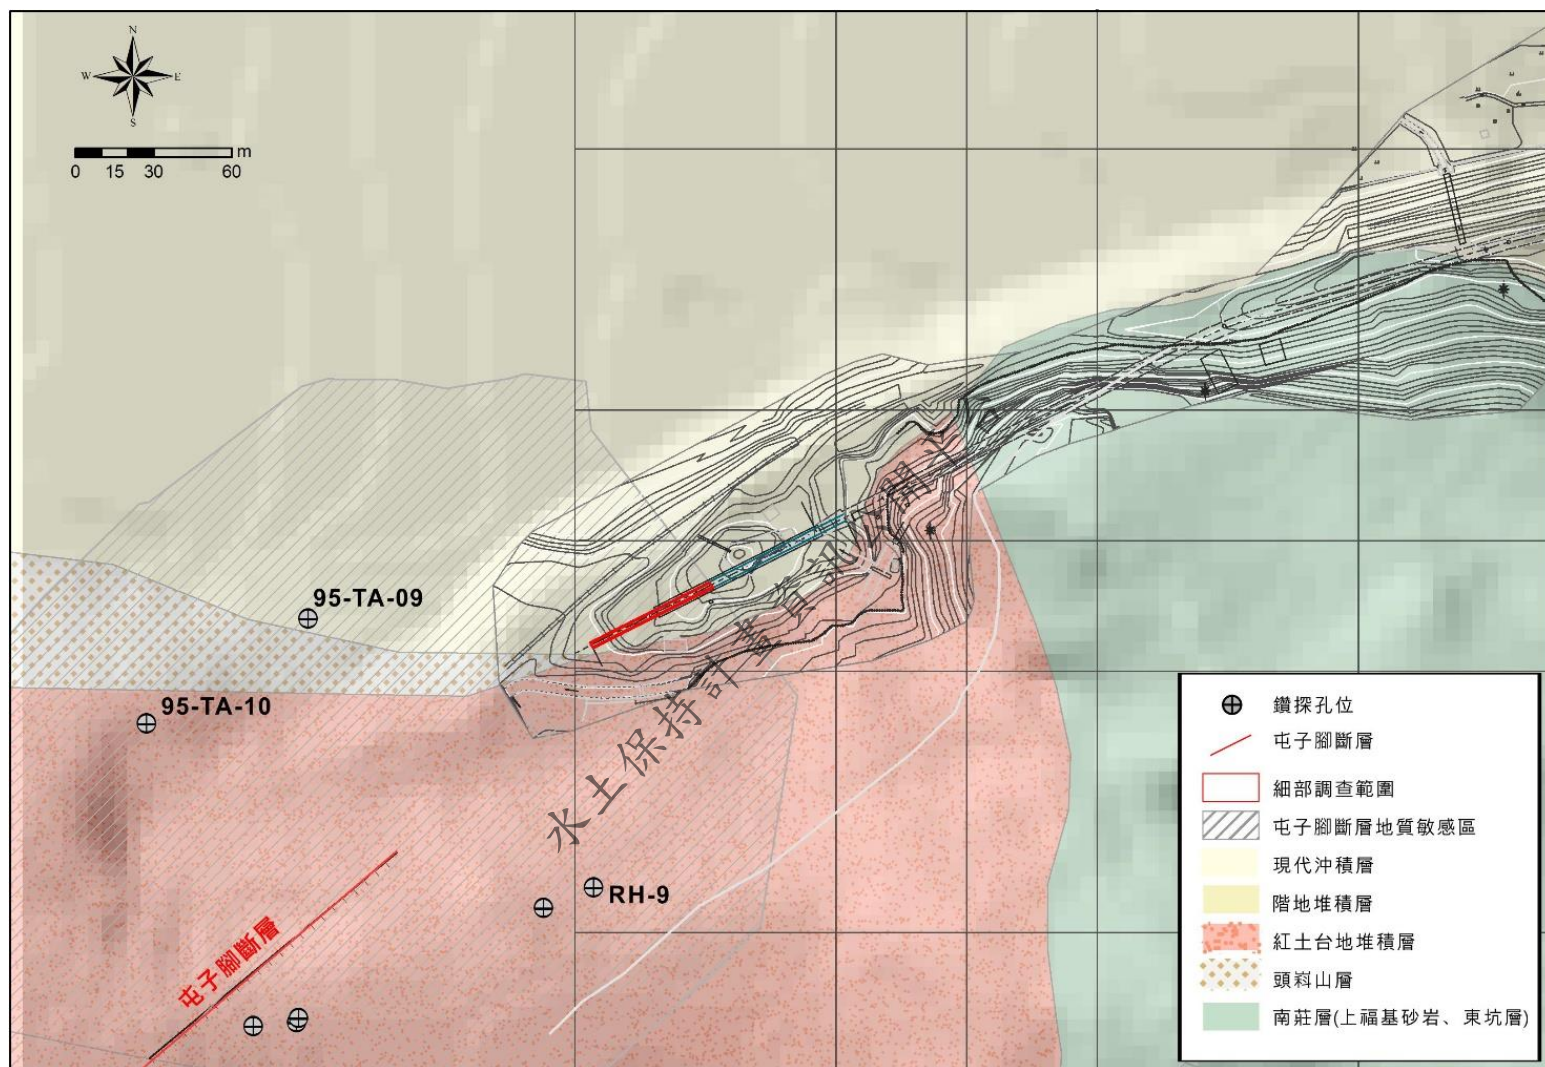 N
W
E
S
m
0 15 30 60
95-TA-09
95-TA-10
RH-9
屯子腳斷層
水土保持計畫資訊公開
鑽探孔位
屯子腳斷層
細部調查範圍
屯子腳斷層地質敏感區
現代沖積層
階地堆積層
紅土台地堆積層
頭嵙山層
南莊層(上福基砂岩、東坑層)